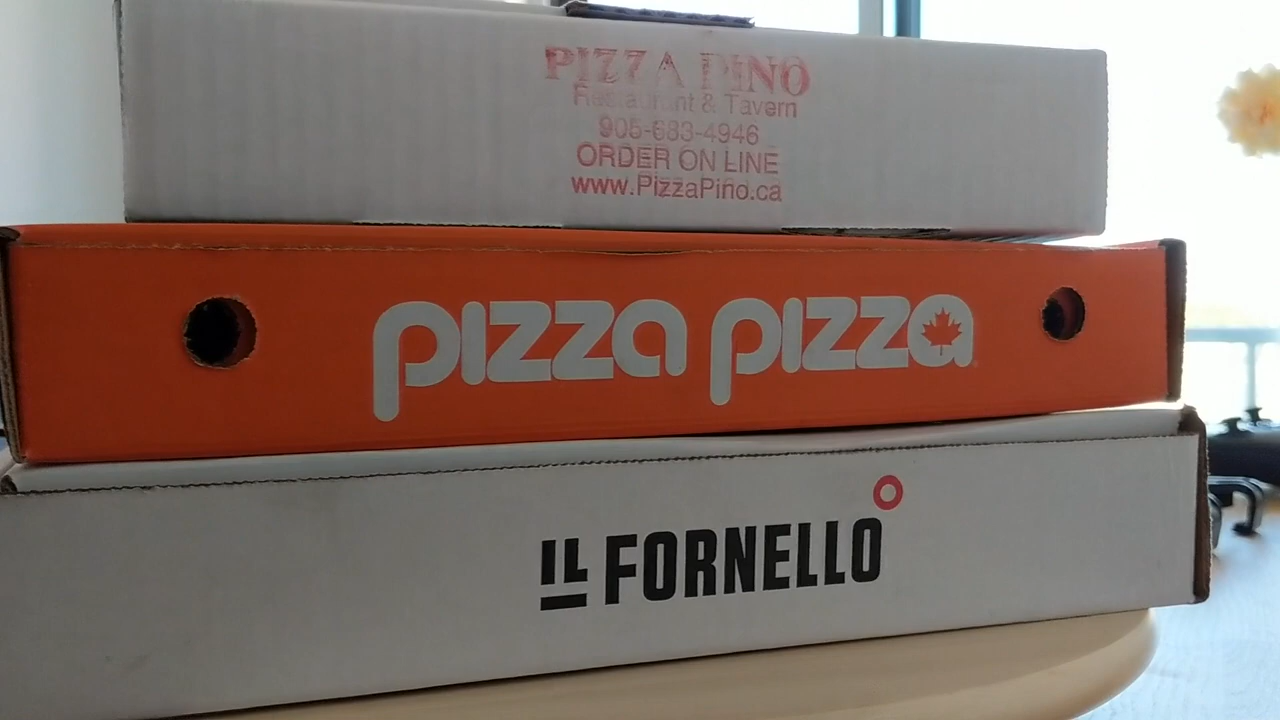 PIZZA PINO
Restaurant & Tavern
905-683-4946
ORDER ON LINE
www.PizzaPino.ca
pizza pizza
IL FORNELLO